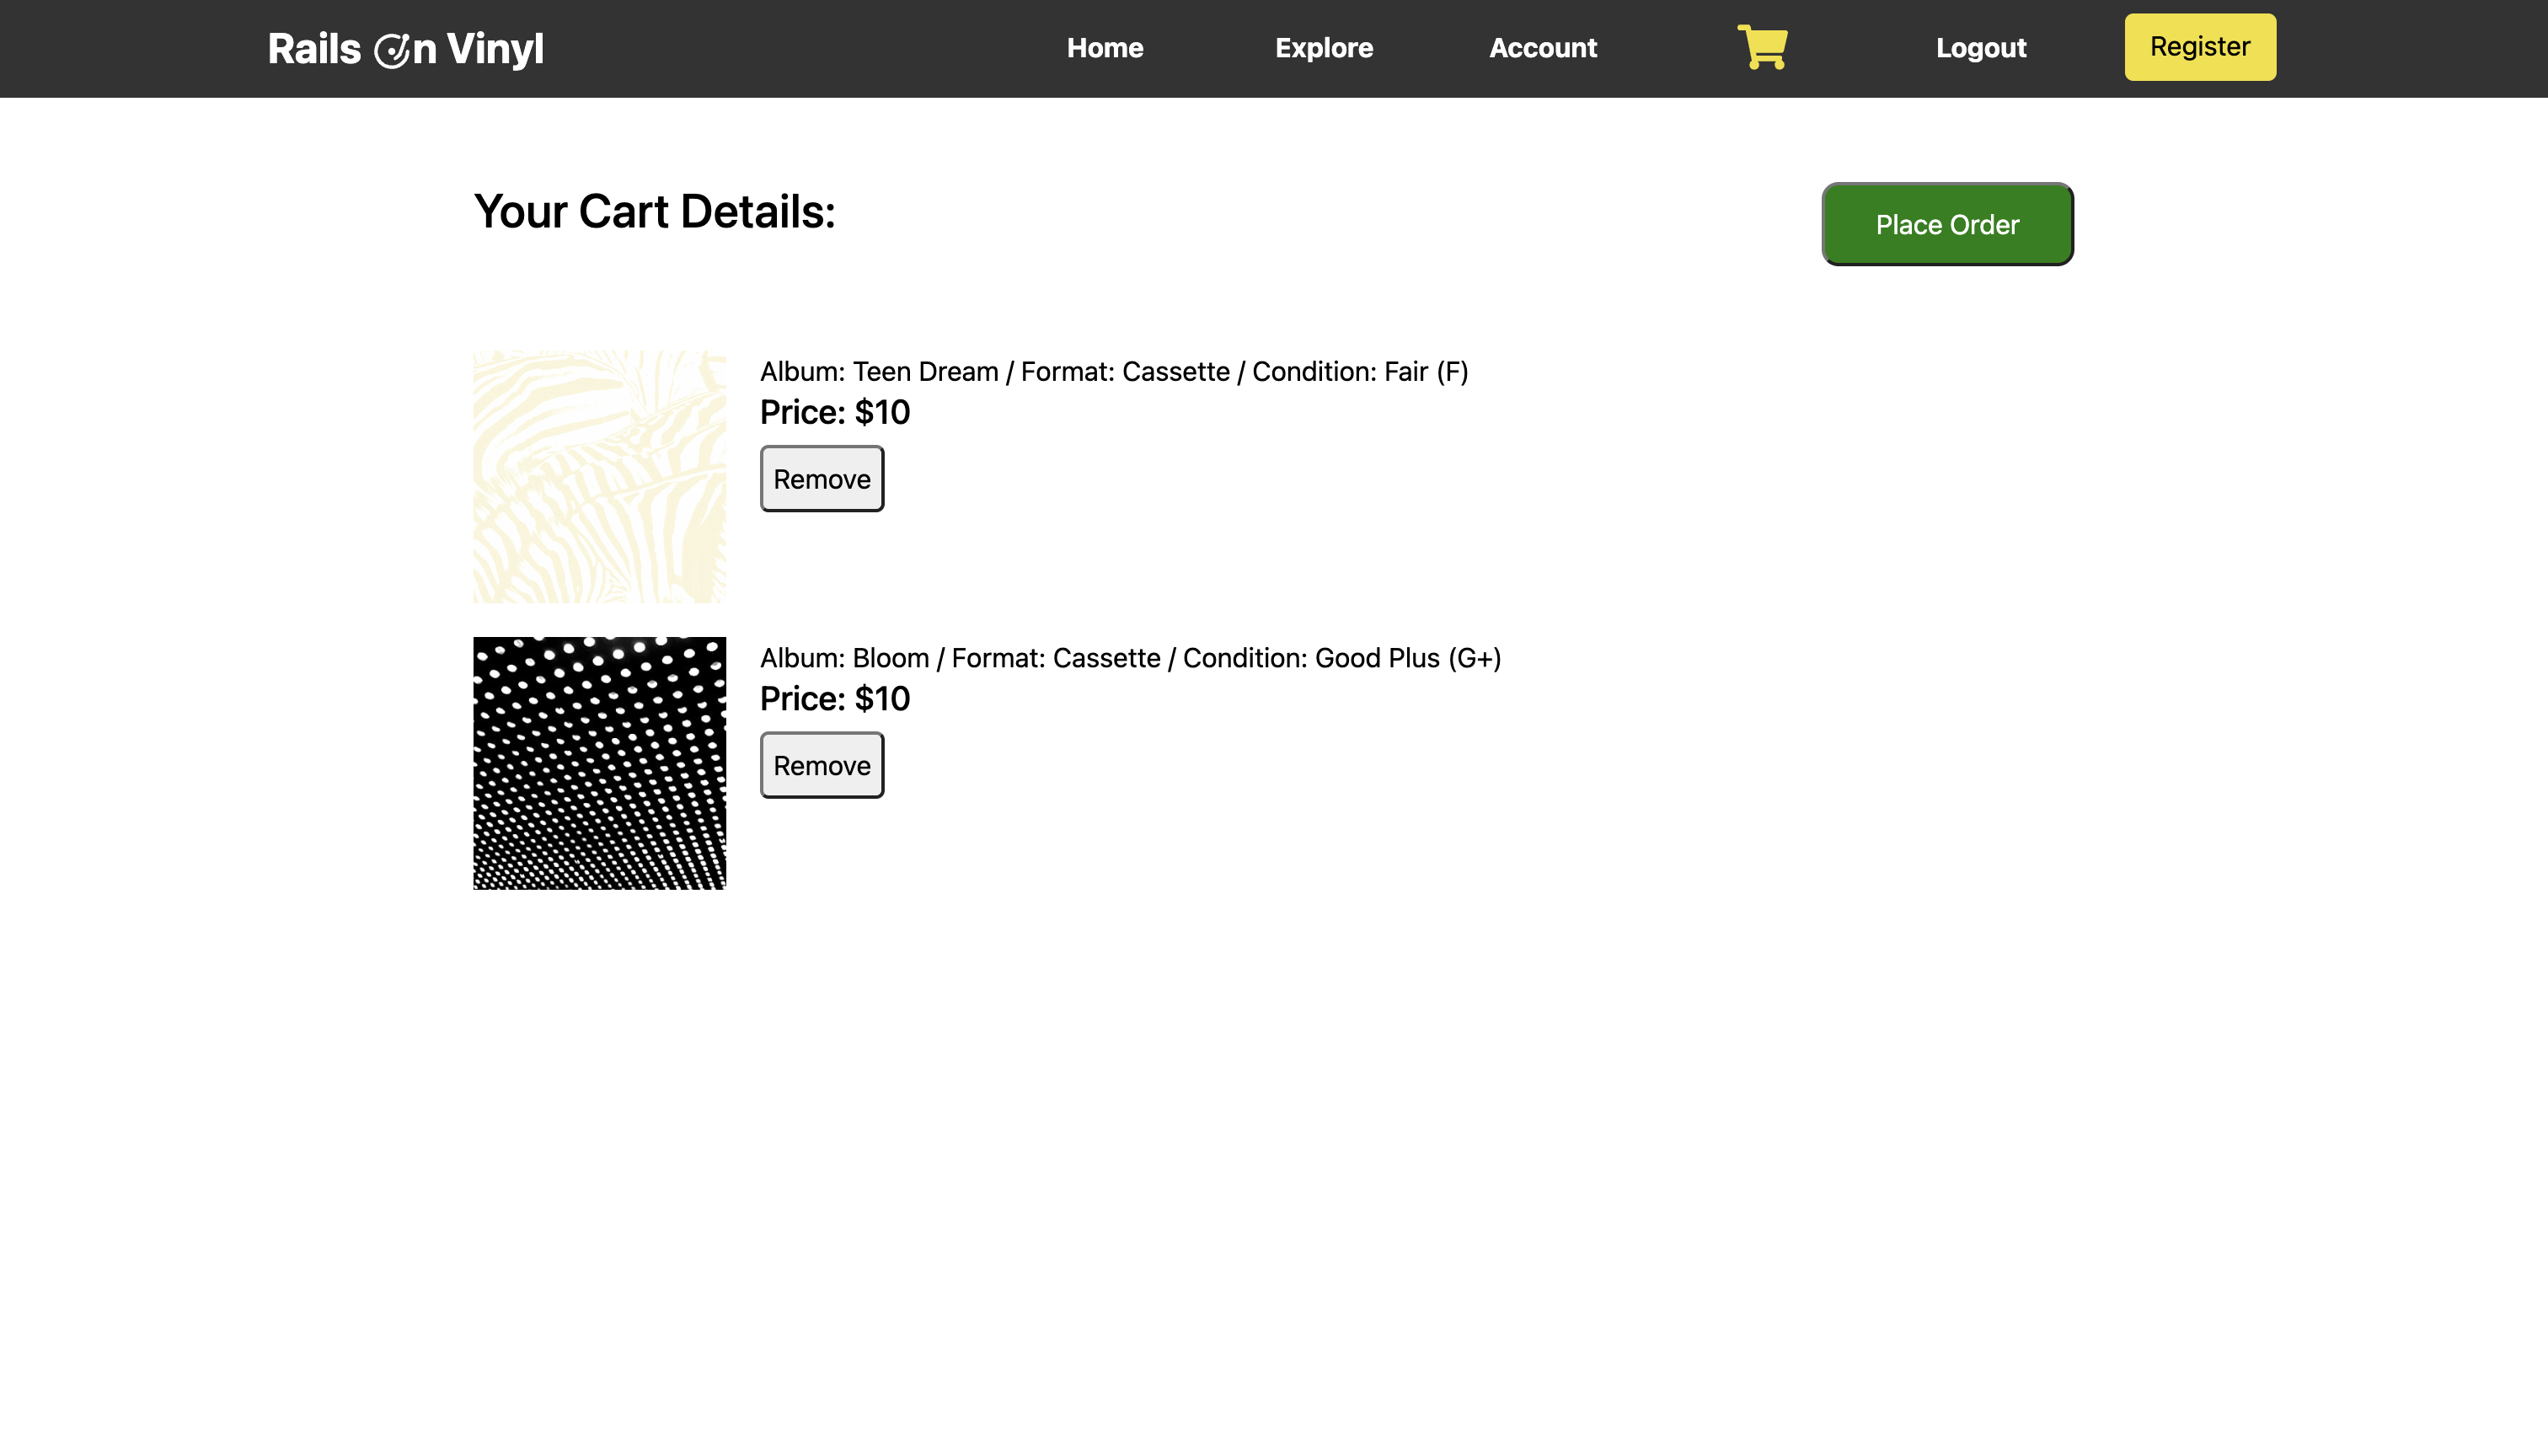 Rails On Vinyl
Home Explore Account Logout Register
Your Cart Details:
Place Order
Album: Teen Dream / Format: Cassette / Condition: Fair (F)
Price: $10
Remove
Album: Bloom / Format: Cassette / Condition: Good Plus (G+)
Price: $10
Remove